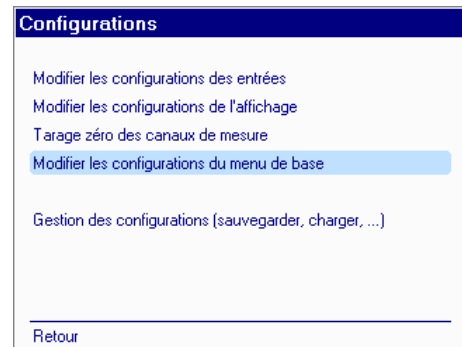 Configurations
Modifier les configurations des entrées
Modifier les configurations de l'affichage
Tarage zéro des canaux de mesure
Modifier les configurations du menu de base
Gestion des configurations (sauvegarder, charger, ...)
Retour